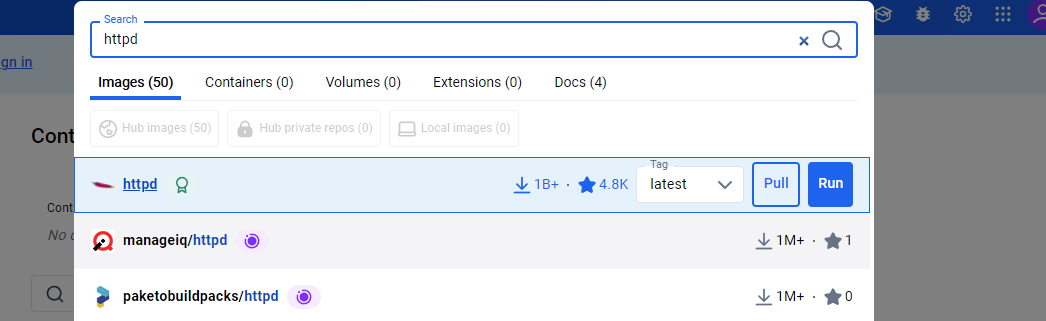 Search
httpd
gn in
Images (50) Containers (0) Volumes (0) Extensions (0) Docs (4)
Hub images (50) Hub private repos (0) Local images (0)
Cont
httpd 1B+ · 4.8K Tag latest Pull Run
Cont
No
manageiq/httpd 1M+ · 1
paketobuildpacks/httpd 1M+ · 0